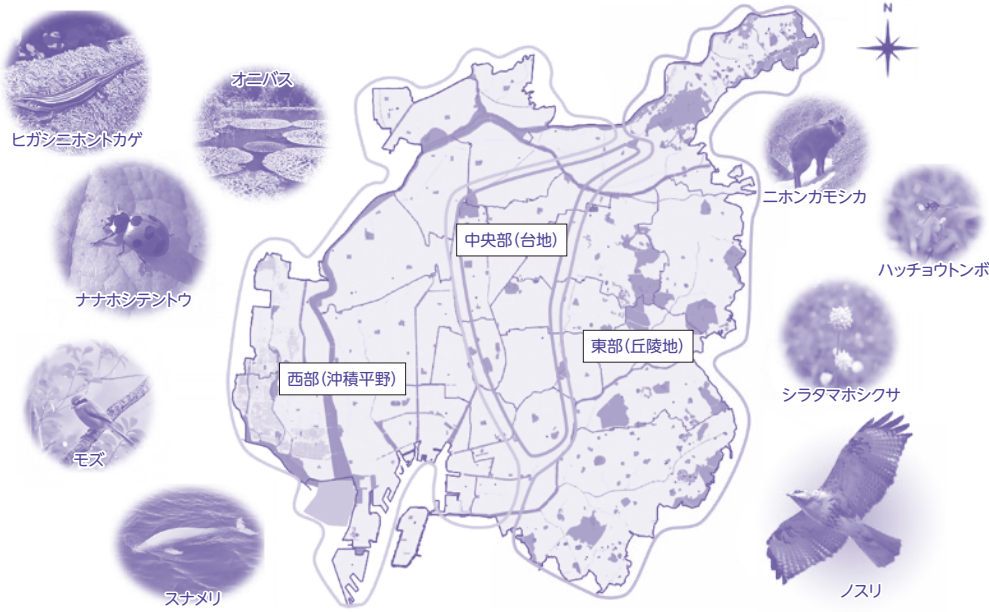 N
オニバス
ヒガシニホントカゲ
ニホンカモシカ
中央部(台地)
ハッチョウトンボ
ナナホシテントウ
東部(丘陵地)
西部(沖積平野)
シラタマホシクサ
モズ
スナメリ
ノスリ